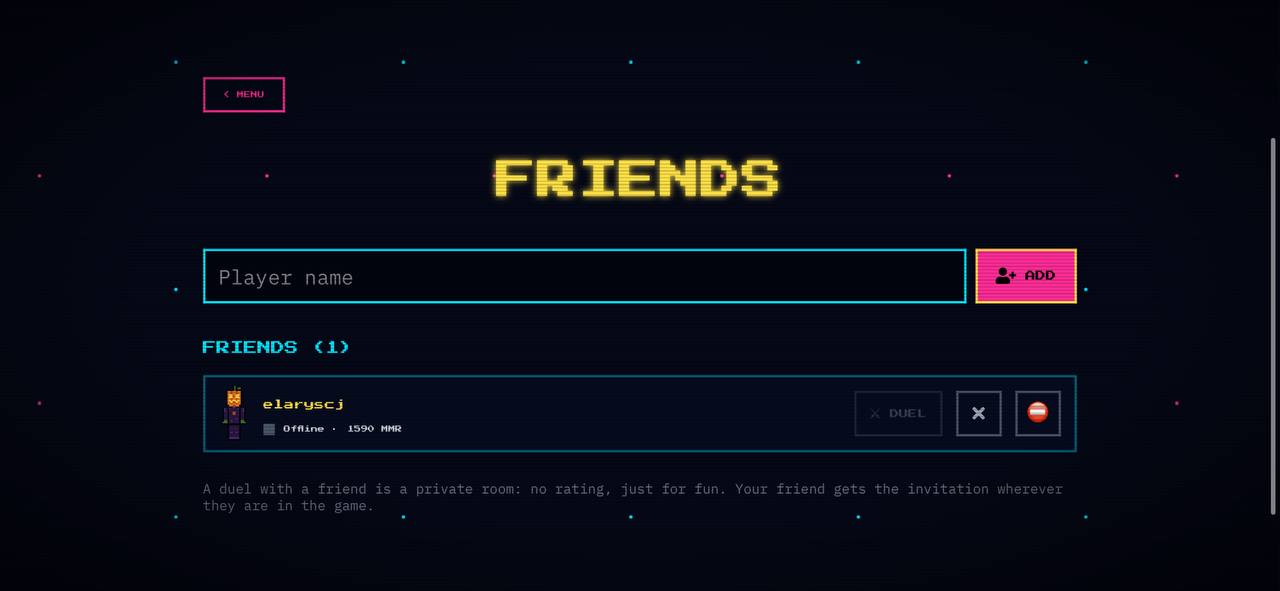 < MENU
FRIENDS
Player name
ADD
FRIENDS (1)
elaryscj
Offline · 1590 MMR
⚔ DUEL
A duel with a friend is a private room: no rating, just for fun. Your friend gets the invitation wherever
they are in the game.